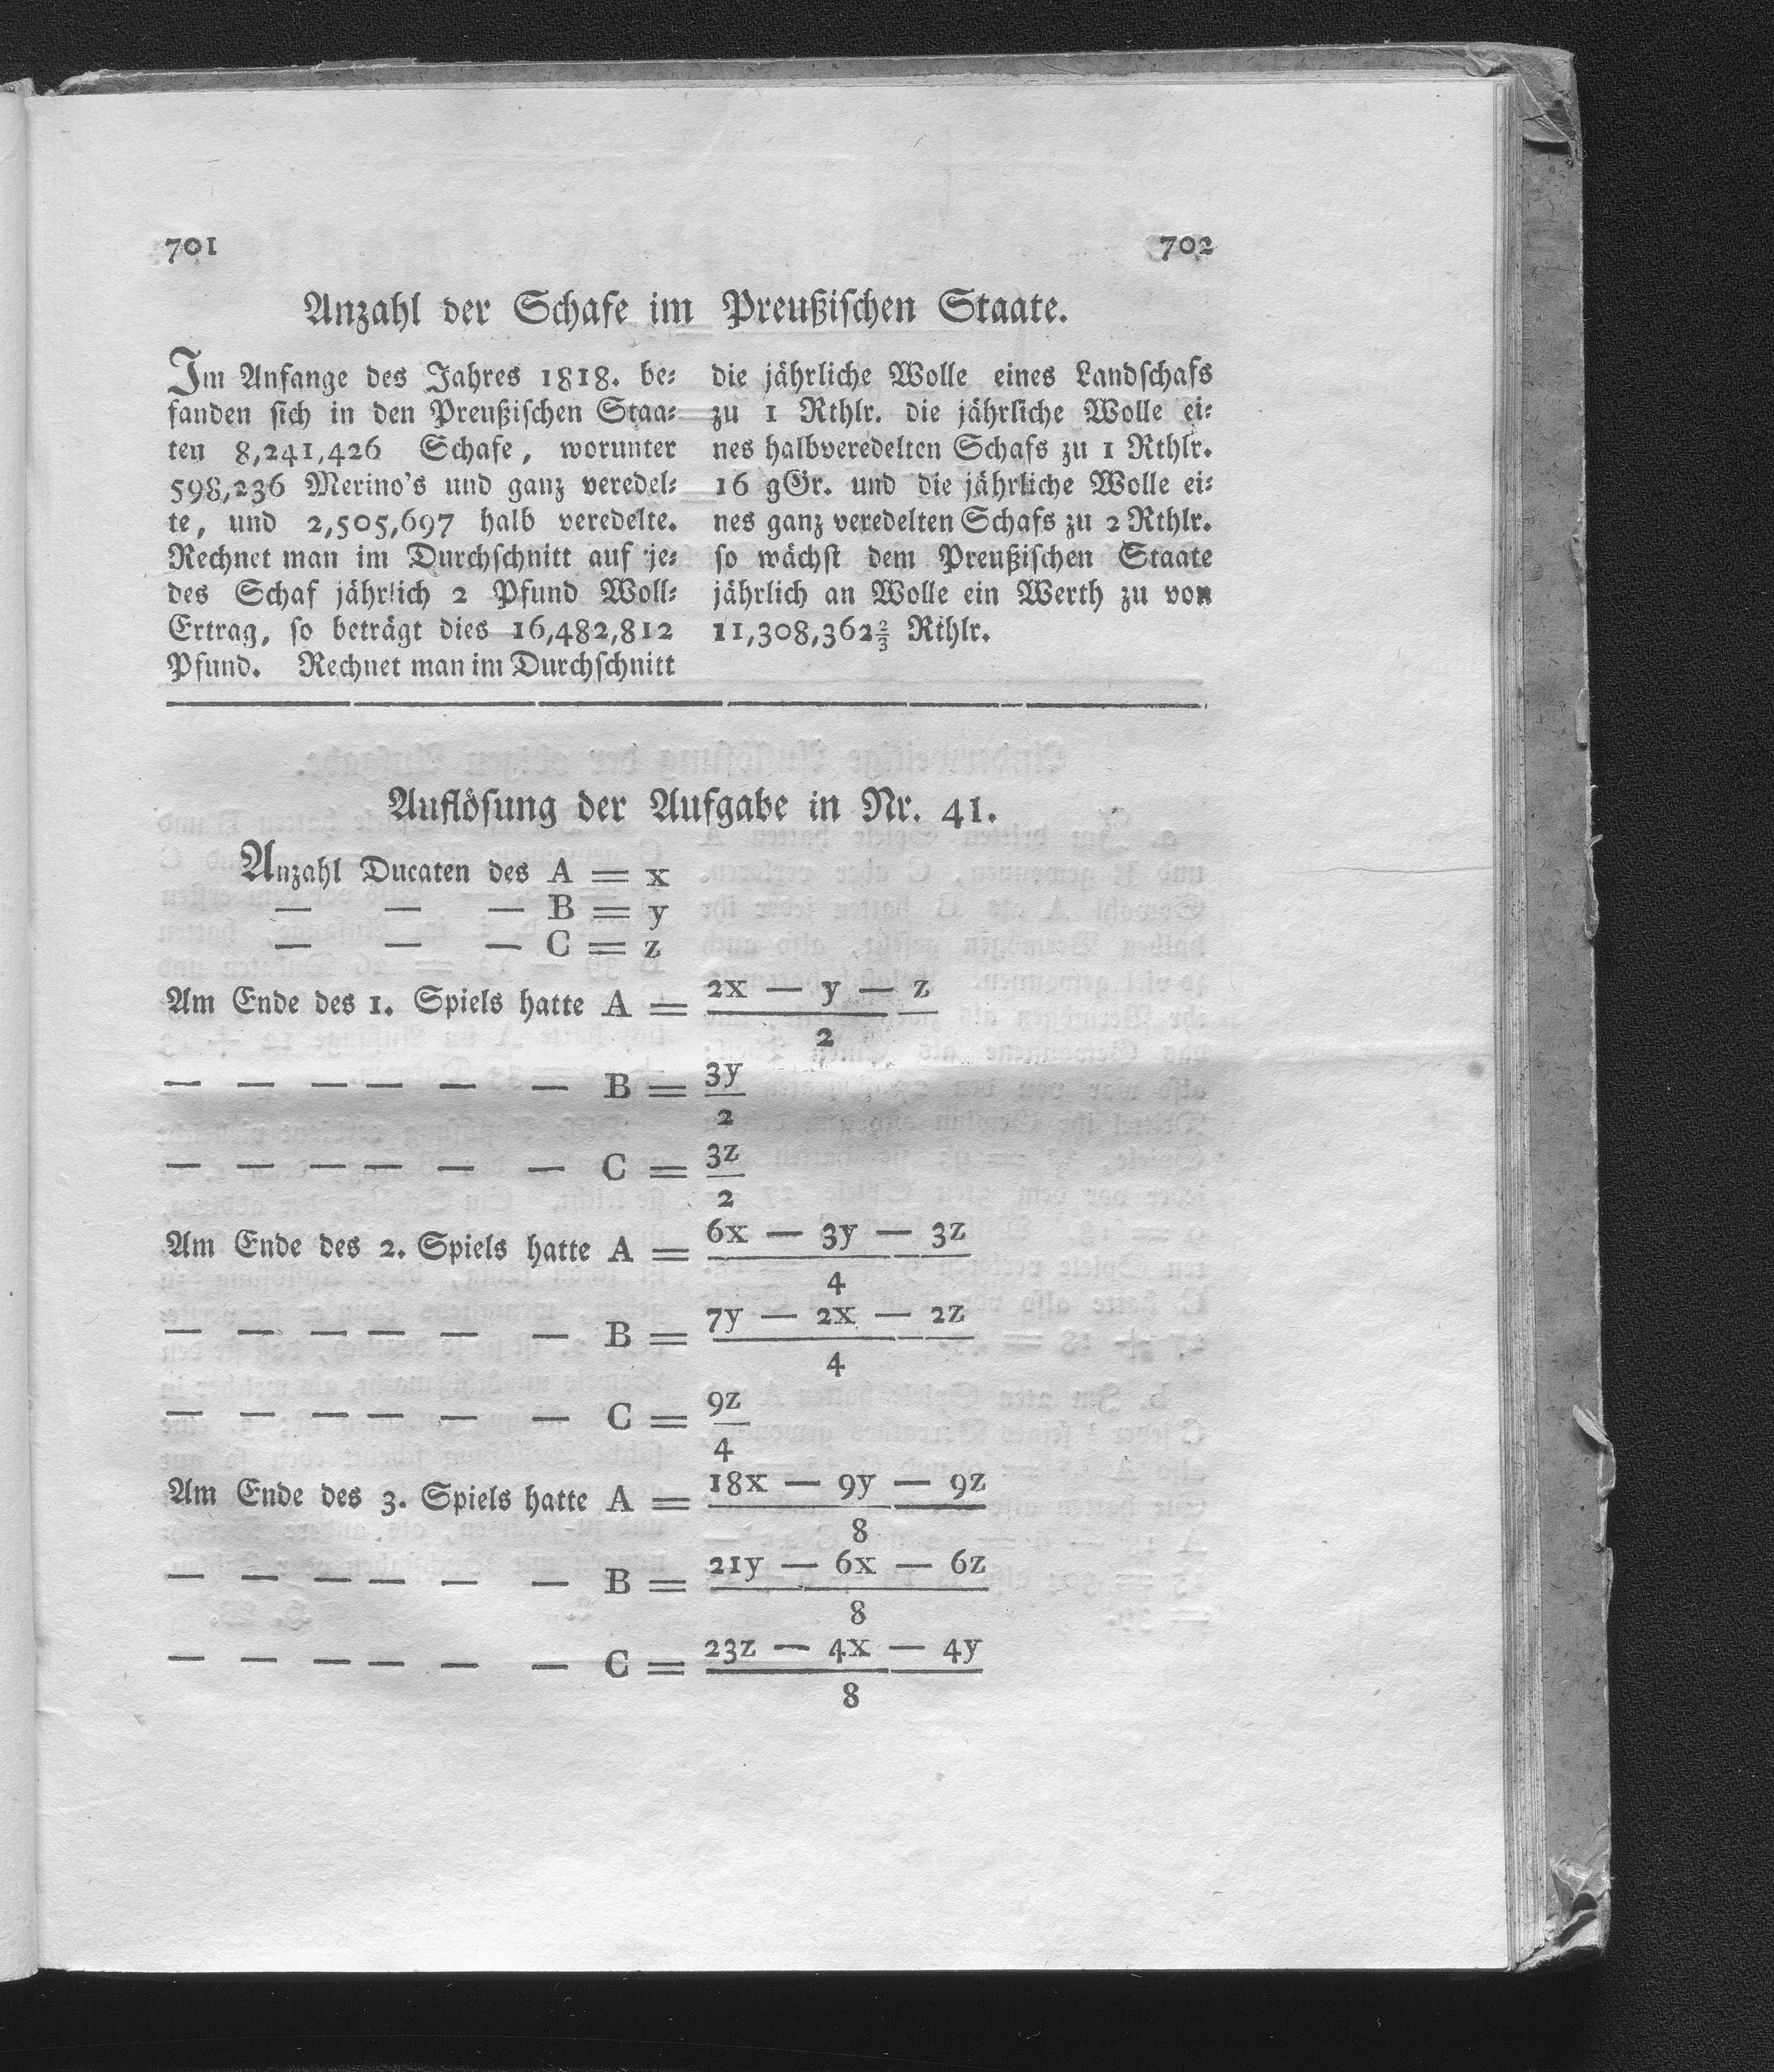 701
702
Anzahl der Schafe im Preußischen Staate.
Im Anfange des Jahres 1818. be⸗
fanden sich in den Preußischen Staa⸗
ten 8,241,426 Schafe, worunter
598,236 Merino's und ganz veredel⸗
te, und 2,505,697 halb veredelte.
Rechnet man im Durchschnitt auf je⸗
des Schaf jährlich 2 Pfund Woll⸗
Ertrag, so beträgt dies 16,482,812
Pfund. Rechnet man im Durchschnitt
die jährliche Wolle eines Landschafs
zu 1 Rthlr. die jährliche Wolle ei⸗
nes halbveredelten Schafs zu 1 Rthlr.
16 gGr. und die jährliche Wolle ei⸗
nes ganz veredelten Schafs zu 2 Rthlr.
so wächst dem Preußischen Staate
jährlich an Wolle ein Werth zu von
11,308,362⅔ Rthlr.
Auflösung der Aufgabe in Nr. 41.
Anzahl Ducaten des A = x
— — — B = y
— — — C = z
Am Ende des 1. Spiels hatte A = 2x — y — z
2
— — — — — — B = 3y
2
— — — — — — C = 3z
2
Am Ende des 2. Spiels hatte A = 6x — 3y — 3z
4
— — — — — — B = 7y — 2x — 2z
4
— — — — — — C = 9z
4
Am Ende des 3. Spiels hatte A = 18x — 9y — 9z
8
— — — — — — B = 21y — 6x — 6z
8
— — — — — — C = 23z — 4x — 4y
8